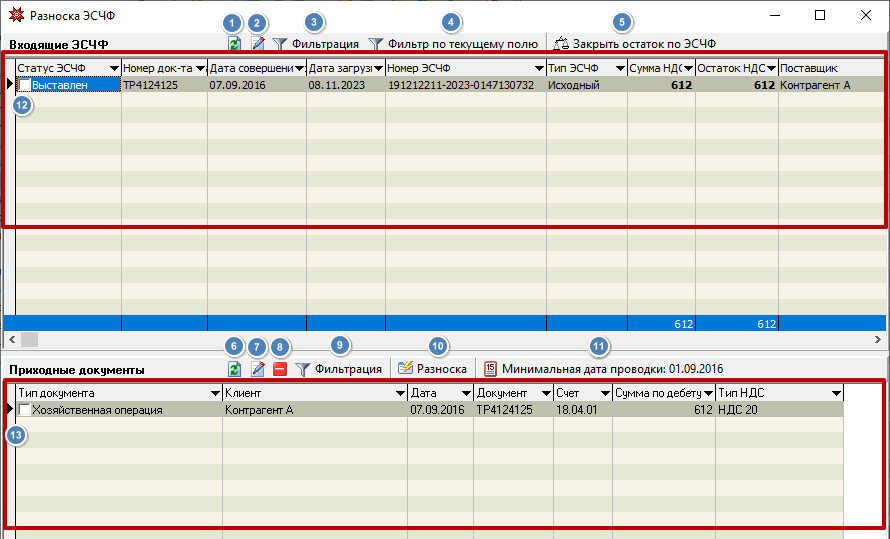 Разноска ЭСЧФ
1 2 3 4 5
Входящие ЭСЧФ Фильтрация Фильтр по текущему полю Закрыть остаток по ЭСЧФ
Статус ЭСЧФ Номер док-та Дата совершени Дата загрузк Номер ЭСЧФ Тип ЭСЧФ Сумма НДС Остаток НДС Поставщик
Выставлен ТР4124125 07.09.2016 08.11.2023 191212211-2023-0147130732 Исходный 612 612 Контрагент А
12
612 612
6 7 8 9 10 11
Приходные документы Фильтрация Разноска 15 Минимальная дата проводки: 01.09.2016
Тип документа Клиент Дата Документ Счет Сумма по дебету Тип НДС
Хозяйственная операция Контрагент А 07.09.2016 ТР4124125 18.04.01 612 НДС 20
13